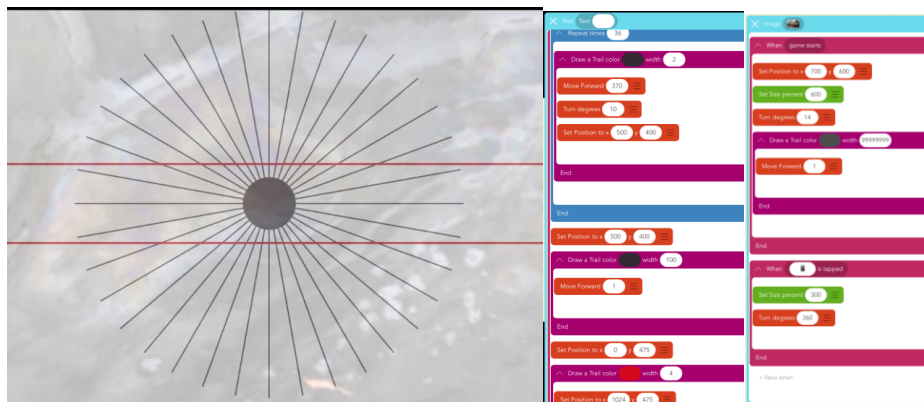 Text Text
Repeat times 36
Draw a Trail color width 2
Move Forward 370
Turn degrees 10
Set Position to x 500 y 400
End
End
Set Position to x 500 y 400
Draw a Trail color width 100
Move Forward 1
End
Set Position to x 0 y 475
Draw a Trail color width 4
Set Position to x 1024 y 475
Image
When game starts
Set Position to x 700 y 600
Set Size percent 600
Turn degrees 14
Draw a Trail color width 99999999
Move Forward 1
End
End
When is tapped
Set Size percent 300
Turn degrees 360
End
+ New when